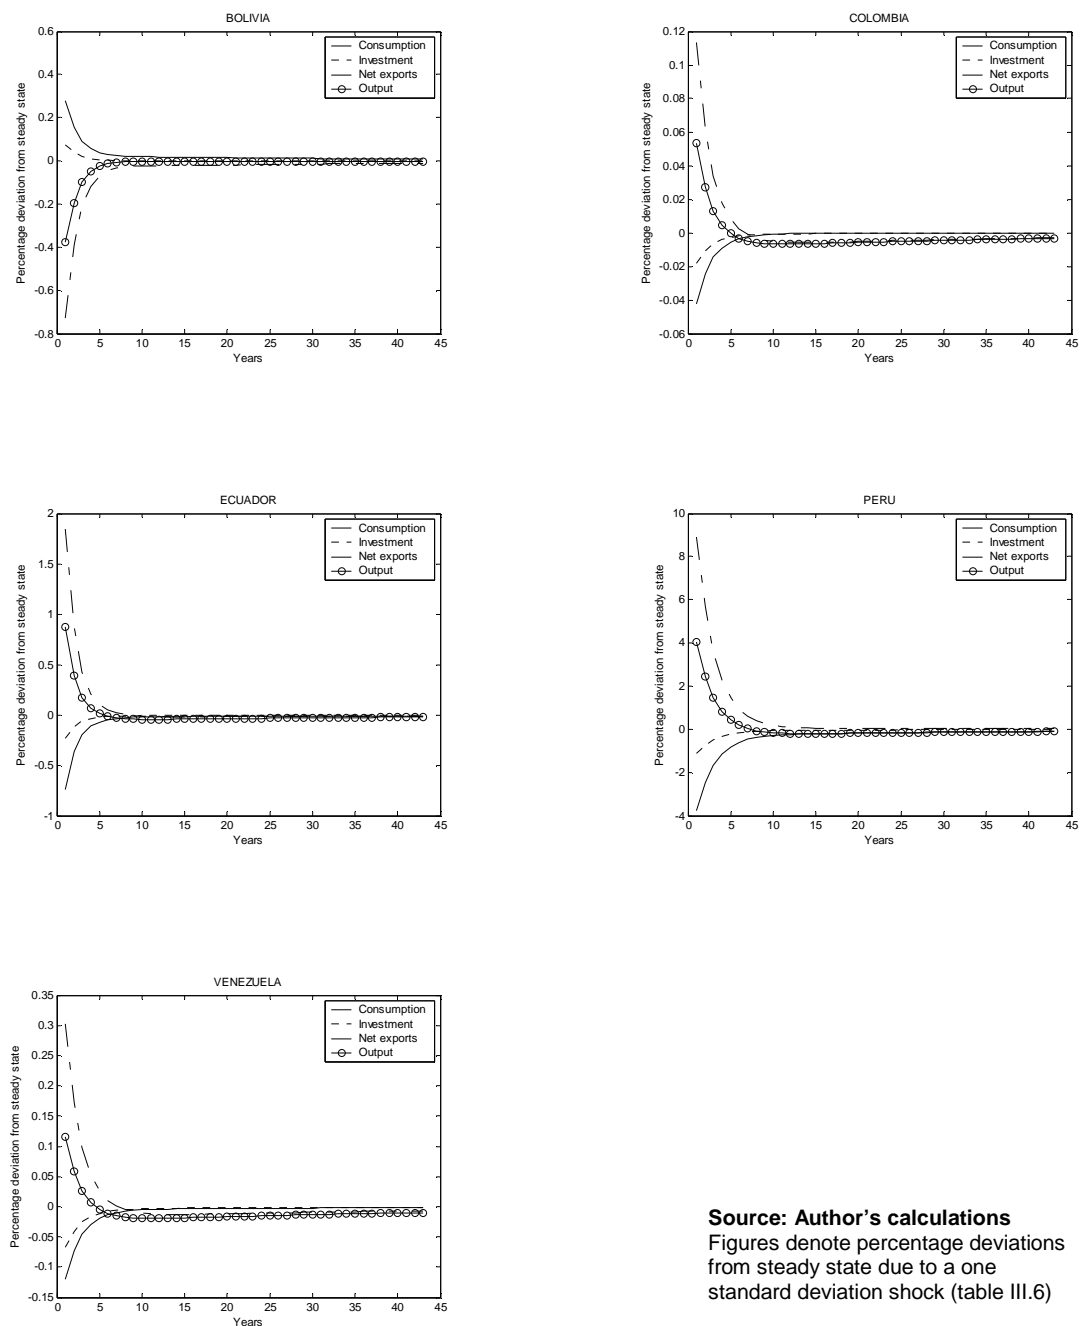 BOLIVIA
0.6
0.4
0.2
0
-0.2
-0.4
-0.6
-0.8
Percentage deviation from steady state
Consumption
Investment
Net exports
Output
0 5 10 15 20 25 30 35 40 45
Years
COLOMBIA
0.12
0.1
0.08
0.06
0.04
0.02
0
-0.02
-0.04
-0.06
Percentage deviation from steady state
Consumption
Investment
Net exports
Output
0 5 10 15 20 25 30 35 40 45
Years
ECUADOR
2
1.5
1
0.5
0
-0.5
-1
Percentage deviation from steady state
Consumption
Investment
Net exports
Output
0 5 10 15 20 25 30 35 40 45
Years
PERU
10
8
6
4
2
0
-2
-4
Percentage deviation from steady state
Consumption
Investment
Net exports
Output
0 5 10 15 20 25 30 35 40 45
Years
VENEZUELA
0.35
0.3
0.25
0.2
0.15
0.1
0.05
0
-0.05
-0.1
-0.15
Percentage deviation from steady state
Consumption
Investment
Net exports
Output
0 5 10 15 20 25 30 35 40 45
Years
Source: Author's calculations
Figures denote percentage deviations
from steady state due to a one
standard deviation shock (table III.6)